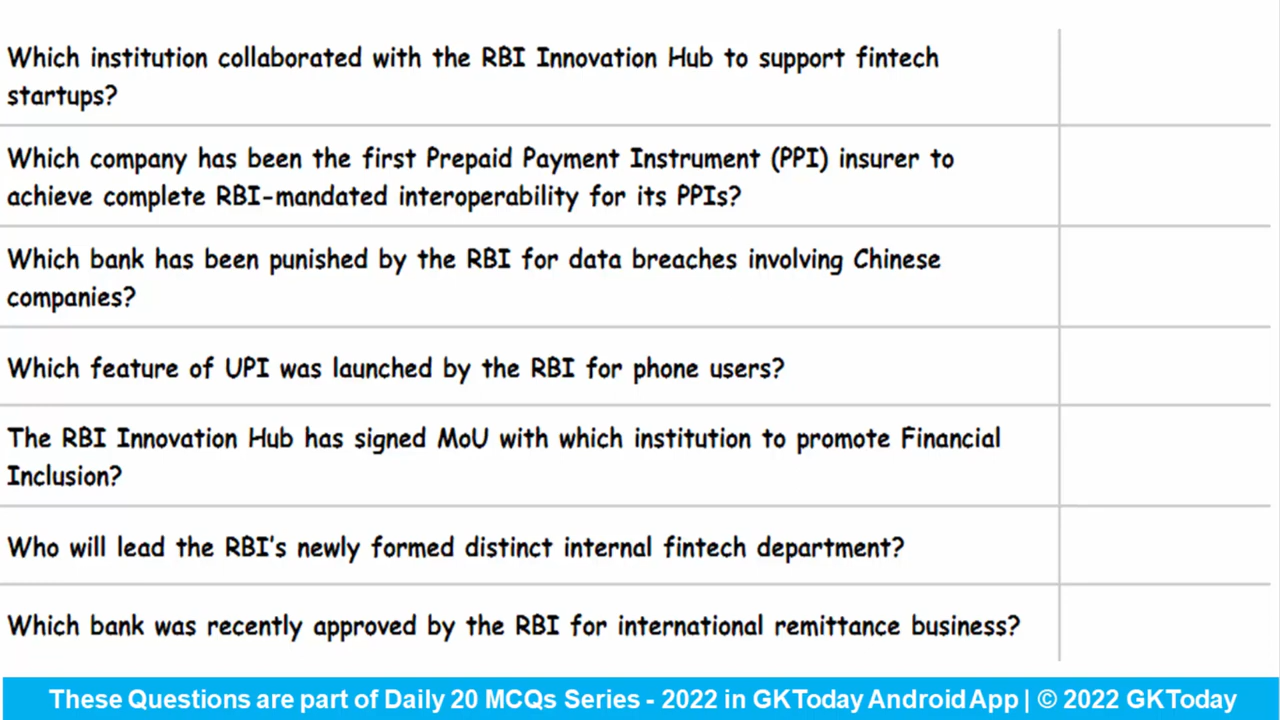 Which institution collaborated with the RBI Innovation Hub to support fintech
startups?
Which company has been the first Prepaid Payment Instrument (PPI) insurer to
achieve complete RBI-mandated interoperability for its PPIs?
Which bank has been punished by the RBI for data breaches involving Chinese
companies?
Which feature of UPI was launched by the RBI for phone users?
The RBI Innovation Hub has signed MoU with which institution to promote Financial
Inclusion?
Who will lead the RBI's newly formed distinct internal fintech department?
Which bank was recently approved by the RBI for international remittance business?
These Questions are part of Daily 20 MCQs Series - 2022 in GKToday Android App | © 2022 GKToday